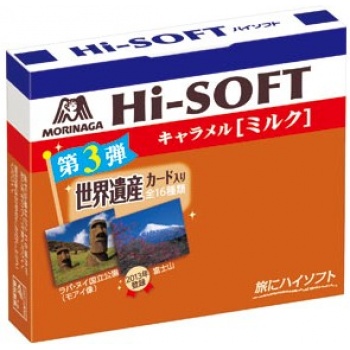 Hi-SOFT
ハイソフト
MORINAGA
キャラメル[ミルク]
第3弾
世界遺産カード入り
全16種類
ラパ・ヌイ国立公園
[モアイ像]
2013年
登録
富士山
旅にハイソフト